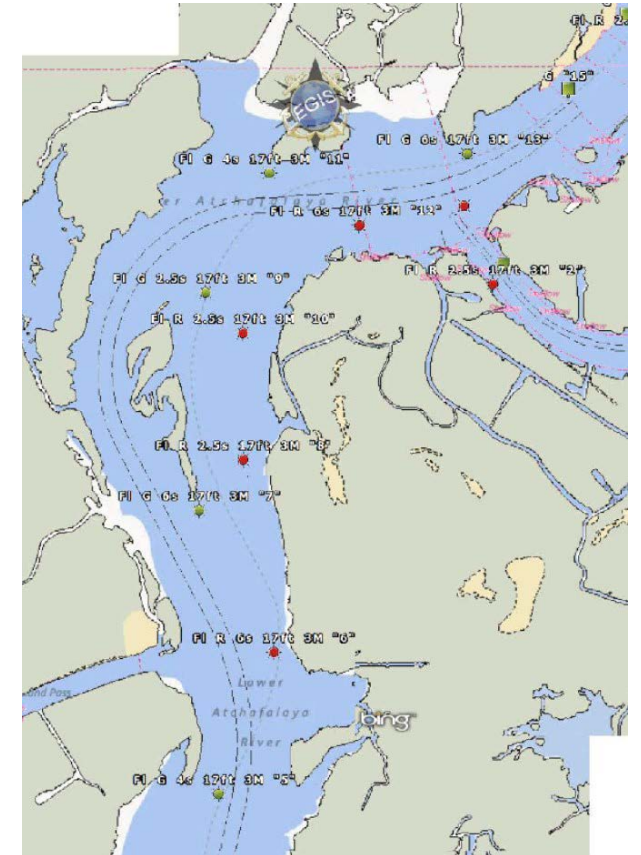 Fl R 2.
G "15"
EGIS
Fl G 6s 17ft 3M "13"
Fl G 4s 17ft 3M "11"
er Atchafalaya River
Fl R 6s 17ft 3M "12"
Fl R 2.5s 17ft 3M "2"
Fl G 2.5s 17ft 3M "9"
Fl R 2.5s 17ft 3M "10"
Fl R 2.5s 17ft 3M "8"
Fl G 6s 17ft 3M "7"
Fl R 6s 17ft 3M "6"
Lower
and Pass
Atchafalaya
bing
River
Fl G 4s 17ft 3M "5"